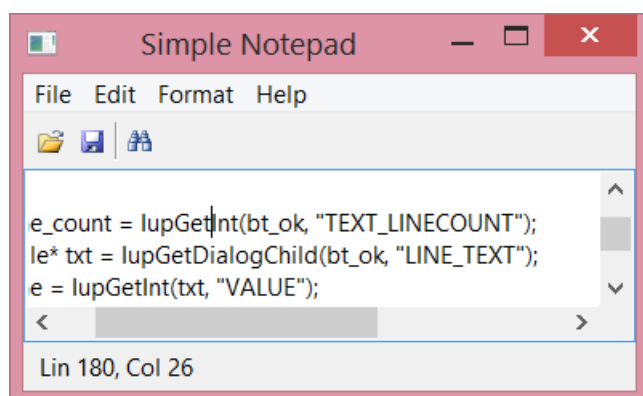 Simple Notepad
File Edit Format Help
e_count = IupGetInt(bt_ok, "TEXT_LINECOUNT");
le* txt = IupGetDialogChild(bt_ok, "LINE_TEXT");
e = IupGetInt(txt, "VALUE");
Lin 180, Col 26